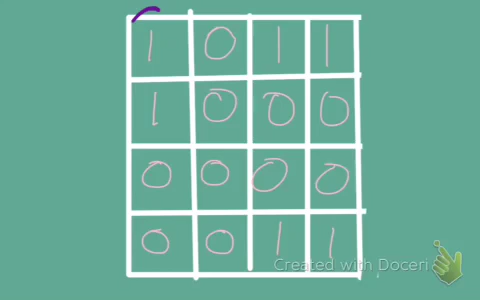 1 0 1 1
1 0 0 0
0 0 0 0
0 0 1 1
Created with Doceri